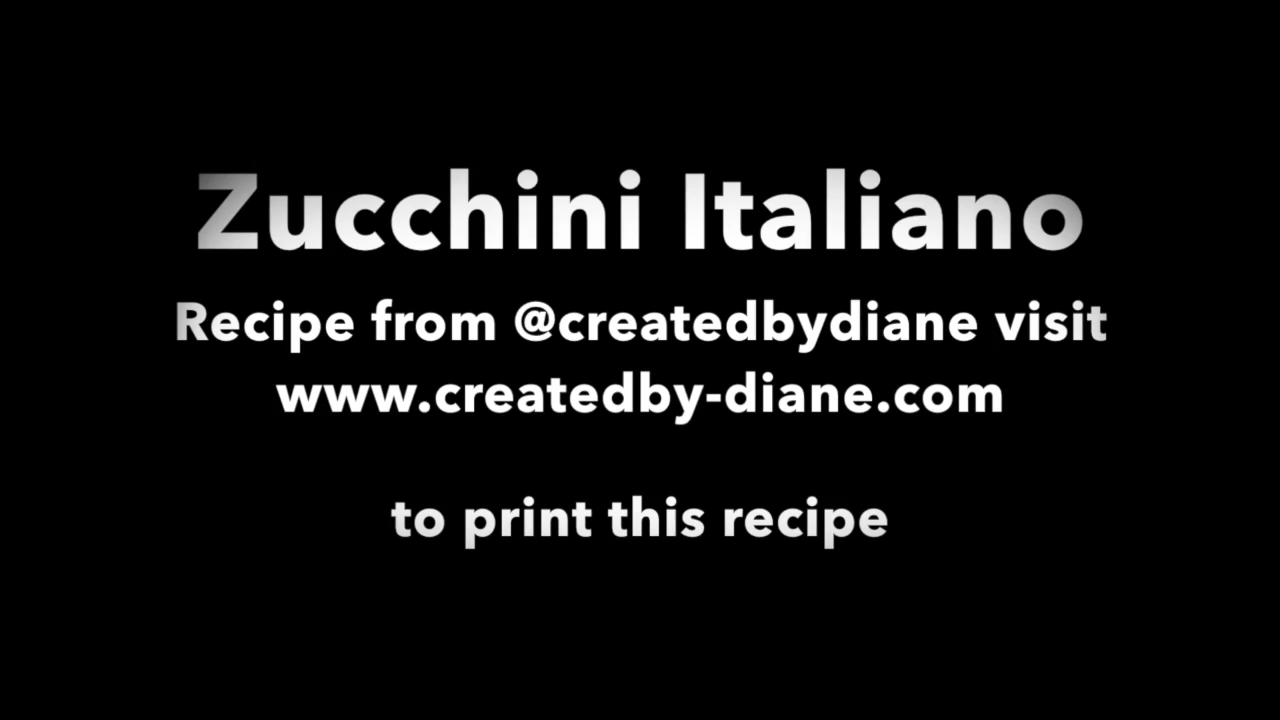 Zucchini Italiano
Recipe from @createdbydiane visit
www.createdby-diane.com
to print this recipe